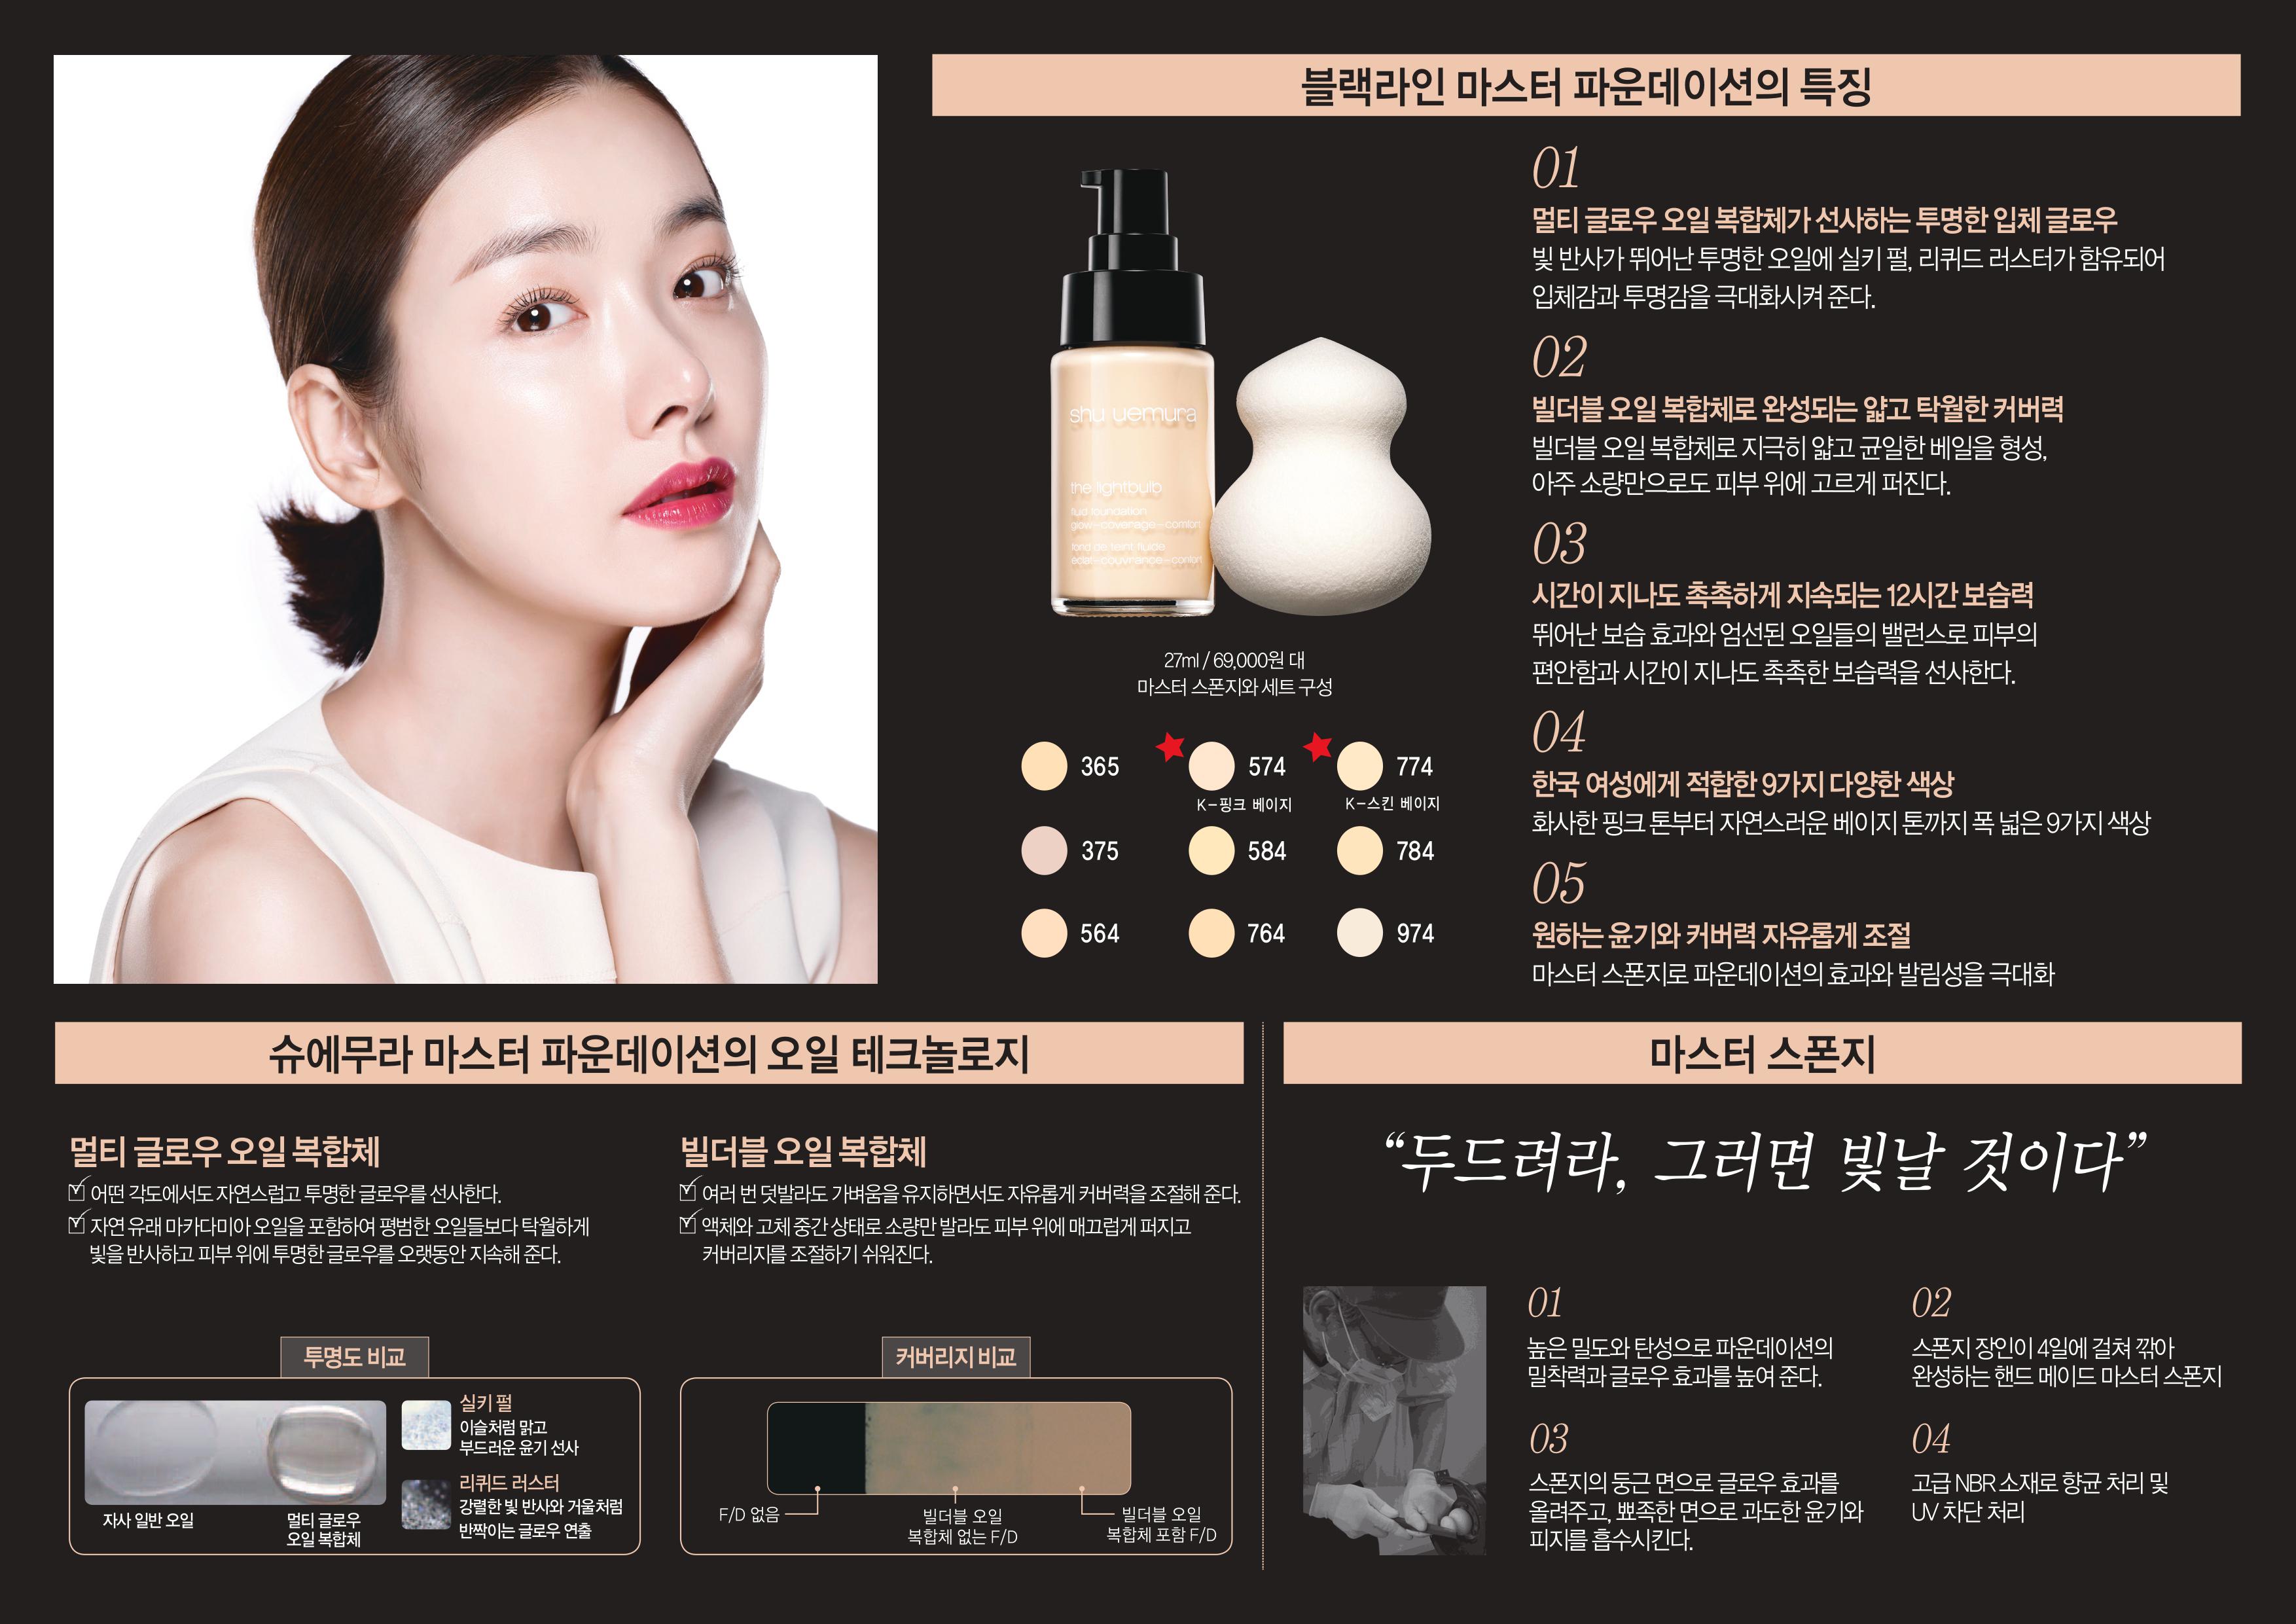 블랙라인 마스터 파운데이션의 특징
shu uemura
the lightbulb
fluid foundation
glow-coverage-comfort
fond de teint fluide
éclat-couvrance-confort
27ml / 69,000원 대
마스터 스폰지와 세트 구성
365
574
K-핑크 베이지
774
K-스킨 베이지
375
584
784
564
764
974
01
멀티 글로우 오일 복합체가 선사하는 투명한 입체 글로우
빛 반사가 뛰어난 투명한 오일에 실키 펄, 리퀴드 러스터가 함유되어
입체감과 투명감을 극대화시켜 준다.
02
빌더블 오일 복합체로 완성되는 얇고 탁월한 커버력
빌더블 오일 복합체로 지극히 얇고 균일한 베일을 형성,
아주 소량만으로도 피부 위에 고르게 퍼진다.
03
시간이 지나도 촉촉하게 지속되는 12시간 보습력
뛰어난 보습 효과와 엄선된 오일들의 밸런스로 피부의
편안함과 시간이 지나도 촉촉한 보습력을 선사한다.
04
한국 여성에게 적합한 9가지 다양한 색상
화사한 핑크 톤부터 자연스러운 베이지 톤까지 폭 넓은 9가지 색상
05
원하는 윤기와 커버력 자유롭게 조절
마스터 스폰지로 파운데이션의 효과와 발림성을 극대화
슈에무라 마스터 파운데이션의 오일 테크놀로지
멀티 글로우 오일 복합체
어떤 각도에서도 자연스럽고 투명한 글로우를 선사한다.
자연 유래 마카다미아 오일을 포함하여 평범한 오일들보다 탁월하게
빛을 반사하고 피부 위에 투명한 글로우를 오랫동안 지속해 준다.
투명도 비교
자사 일반 오일
멀티 글로우
오일 복합체
실키 펄
이슬처럼 맑고
부드러운 윤기 선사
리퀴드 러스터
강렬한 빛 반사와 거울처럼
반짝이는 글로우 연출
빌더블 오일 복합체
여러 번 덧발라도 가벼움을 유지하면서도 자유롭게 커버력을 조절해 준다.
액체와 고체 중간 상태로 소량만 발라도 피부 위에 매끄럽게 퍼지고
커버리지를 조절하기 쉬워진다.
커버리지 비교
F/D 없음
빌더블 오일
복합체 없는 F/D
빌더블 오일
복합체 포함 F/D
마스터 스폰지
“두드려라, 그러면 빛날 것이다”
01
높은 밀도와 탄성으로 파운데이션의
밀착력과 글로우 효과를 높여 준다.
02
스폰지 장인이 4일에 걸쳐 깎아
완성하는 핸드 메이드 마스터 스폰지
03
스폰지의 둥근 면으로 글로우 효과를
올려주고, 뾰족한 면으로 과도한 윤기와
피지를 흡수시킨다.
04
고급 NBR 소재로 향균 처리 및
UV 차단 처리